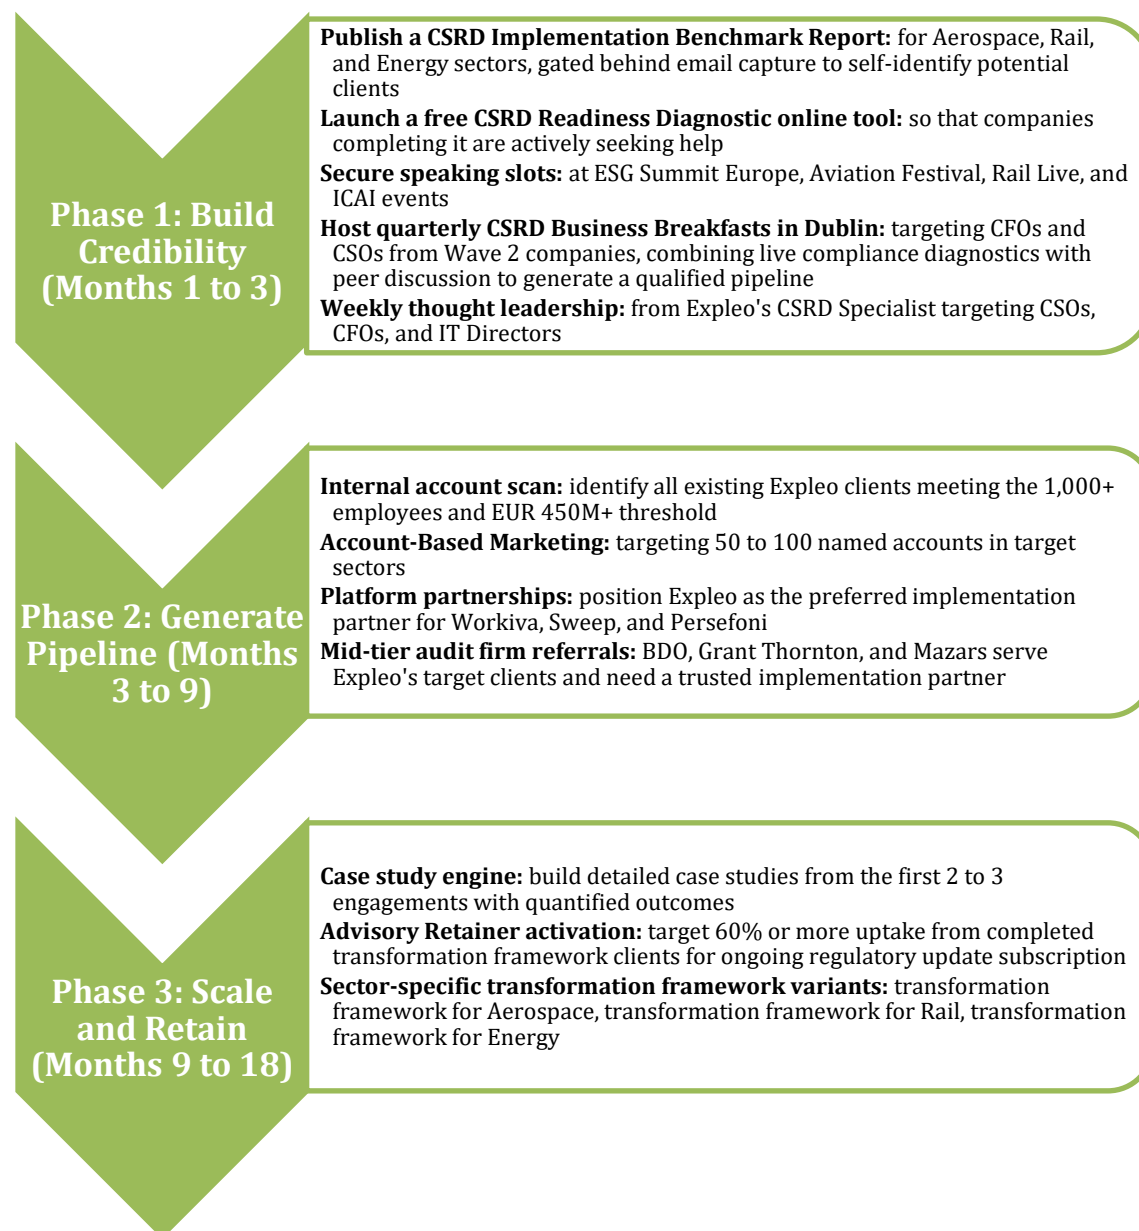 Phase 1: Build
Credibility
(Months 1 to 3)
Publish a CSRD Implementation Benchmark Report: for Aerospace, Rail,
and Energy sectors, gated behind email capture to self-identify potential
clients
Launch a free CSRD Readiness Diagnostic online tool: so that companies
completing it are actively seeking help
Secure speaking slots: at ESG Summit Europe, Aviation Festival, Rail Live, and
ICAI events
Host quarterly CSRD Business Breakfasts in Dublin: targeting CFOs and
CSOs from Wave 2 companies, combining live compliance diagnostics with
peer discussion to generate a qualified pipeline
Weekly thought leadership: from Expleo's CSRD Specialist targeting CSOs,
CFOs, and IT Directors
Phase 2: Generate
Pipeline (Months
3 to 9)
Internal account scan: identify all existing Expleo clients meeting the 1,000+
employees and EUR 450M+ threshold
Account-Based Marketing: targeting 50 to 100 named accounts in target
sectors
Platform partnerships: position Expleo as the preferred implementation
partner for Workiva, Sweep, and Persefoni
Mid-tier audit firm referrals: BDO, Grant Thornton, and Mazars serve
Expleo's target clients and need a trusted implementation partner
Phase 3: Scale
and Retain
(Months 9 to 18)
Case study engine: build detailed case studies from the first 2 to 3
engagements with quantified outcomes
Advisory Retainer activation: target 60% or more uptake from completed
transformation framework clients for ongoing regulatory update subscription
Sector-specific transformation framework variants: transformation
framework for Aerospace, transformation framework for Rail, transformation
framework for Energy